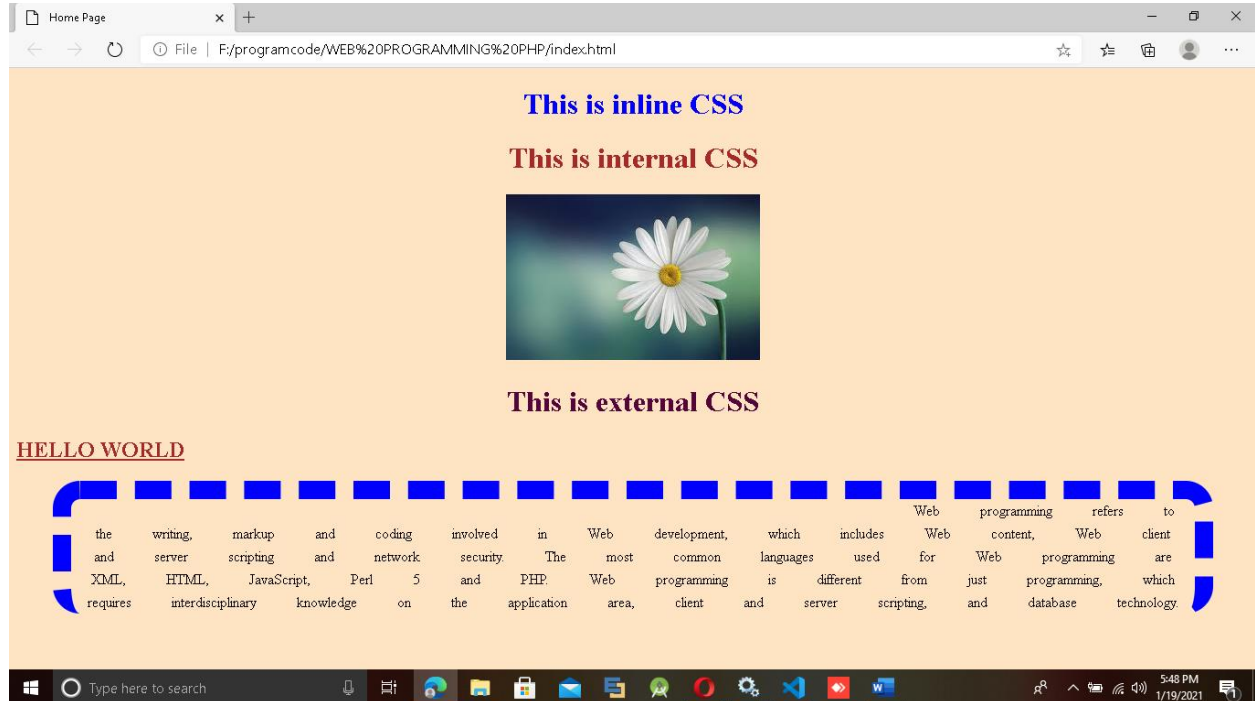 Home Page
File | F:/programcode/WEB%20PROGRAMMING%20PHP/index.html
This is inline CSS
This is internal CSS
This is external CSS
HELLO WORLD
Web programming refers to
the writing, markup and coding involved in Web development, which includes Web content, Web client
and server scripting and network security. The most common languages used for Web programming are
XML, HTML, JavaScript, Perl 5 and PHP. Web programming is different from just programming, which
requires interdisciplinary knowledge on the application area, client and server scripting, and database technology.
Type here to search
5:48 PM
1/19/2021